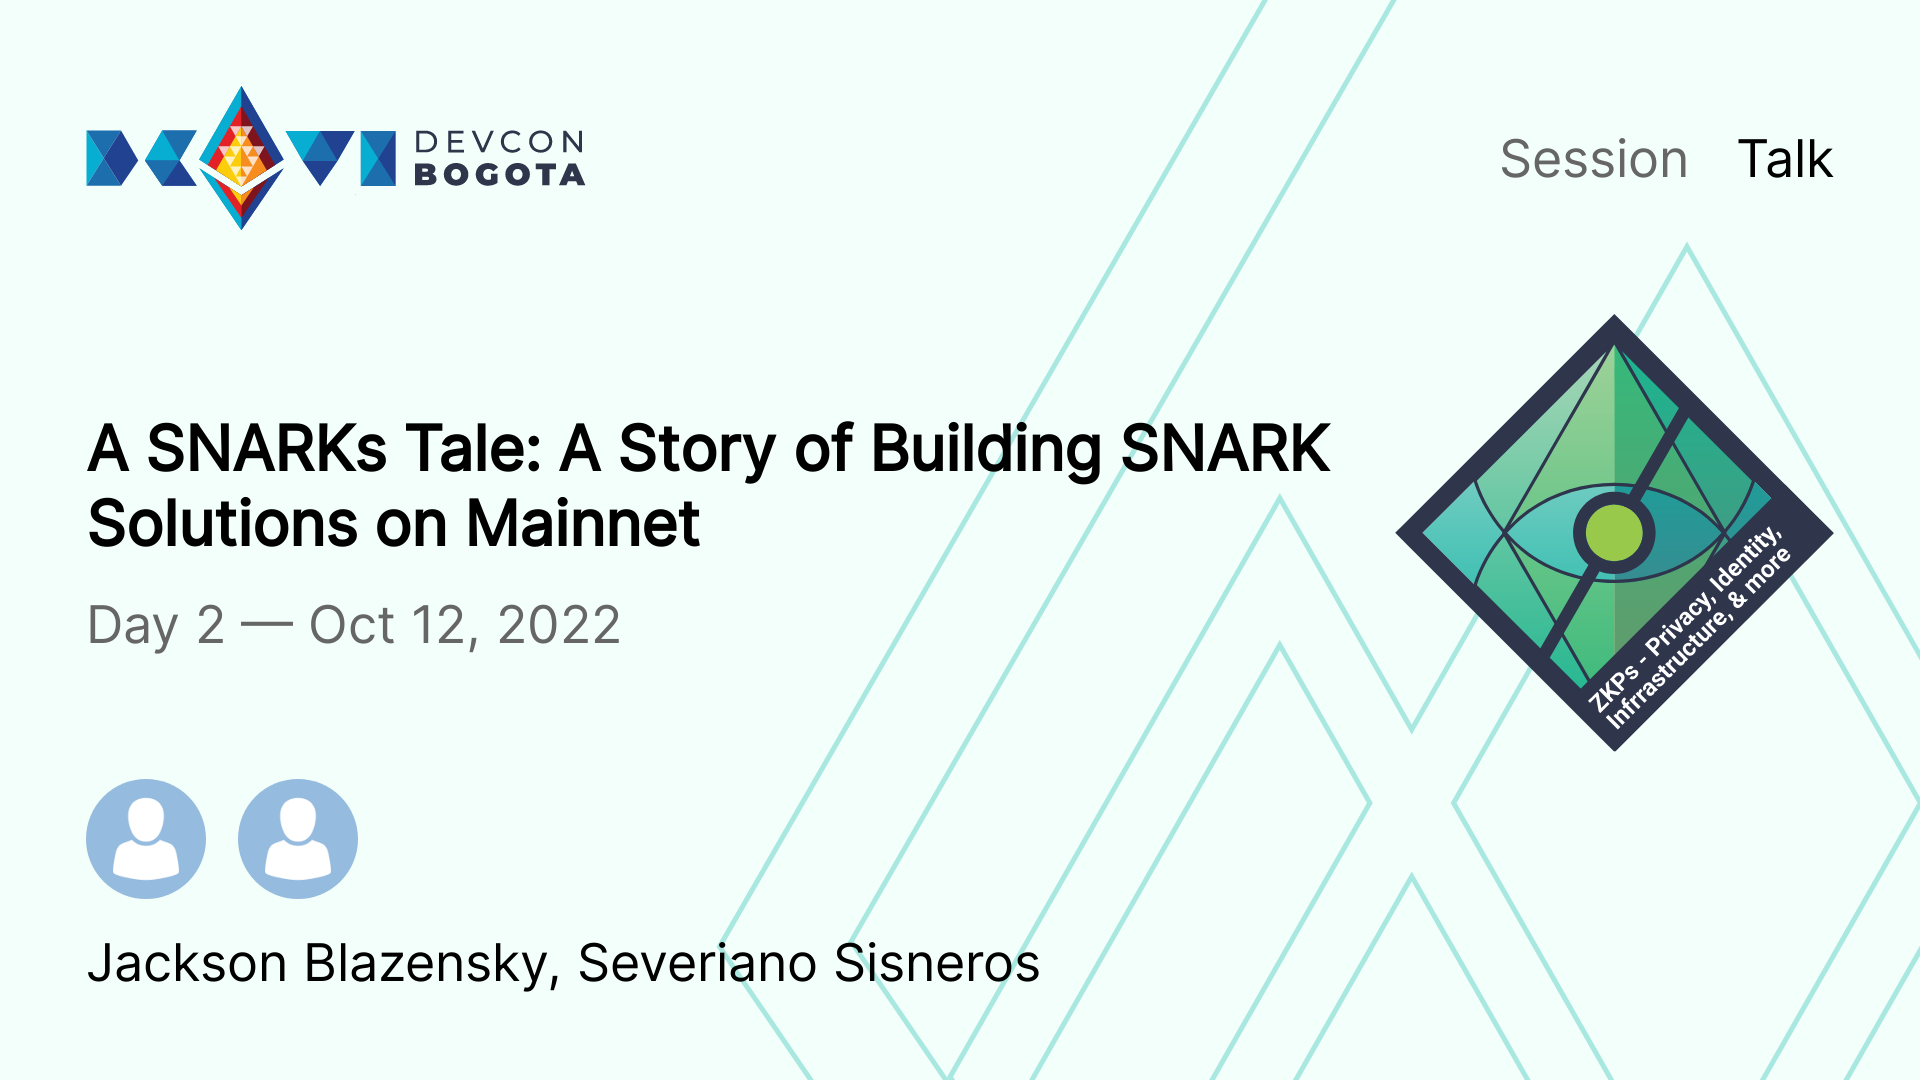 DEVCON
BOGOTA
Session Talk
A SNARKs Tale: A Story of Building SNARK
Solutions on Mainnet
Day 2 — Oct 12, 2022
ZKPs - Privacy, Identity,
Infrrastructure, & more
Jackson Blazensky, Severiano Sisneros